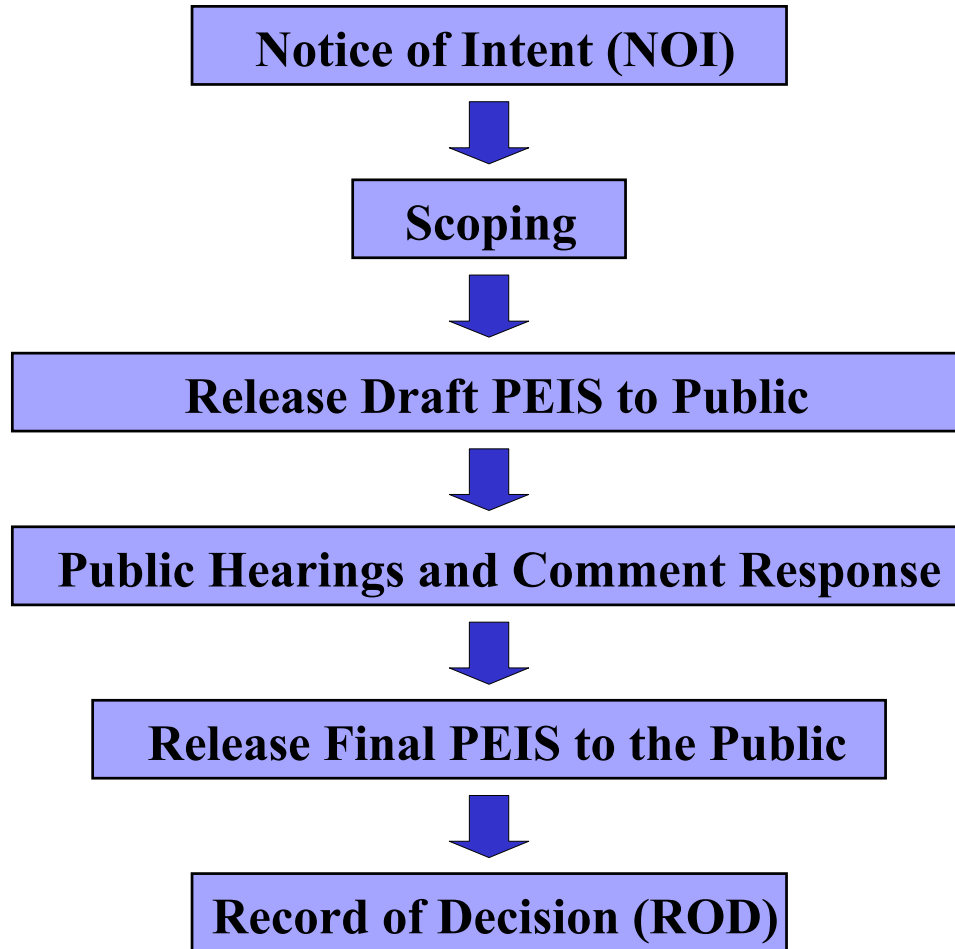 Notice of Intent (NOI)
Scoping
Release Draft PEIS to Public
Public Hearings and Comment Response
Release Final PEIS to the Public
Record of Decision (ROD)